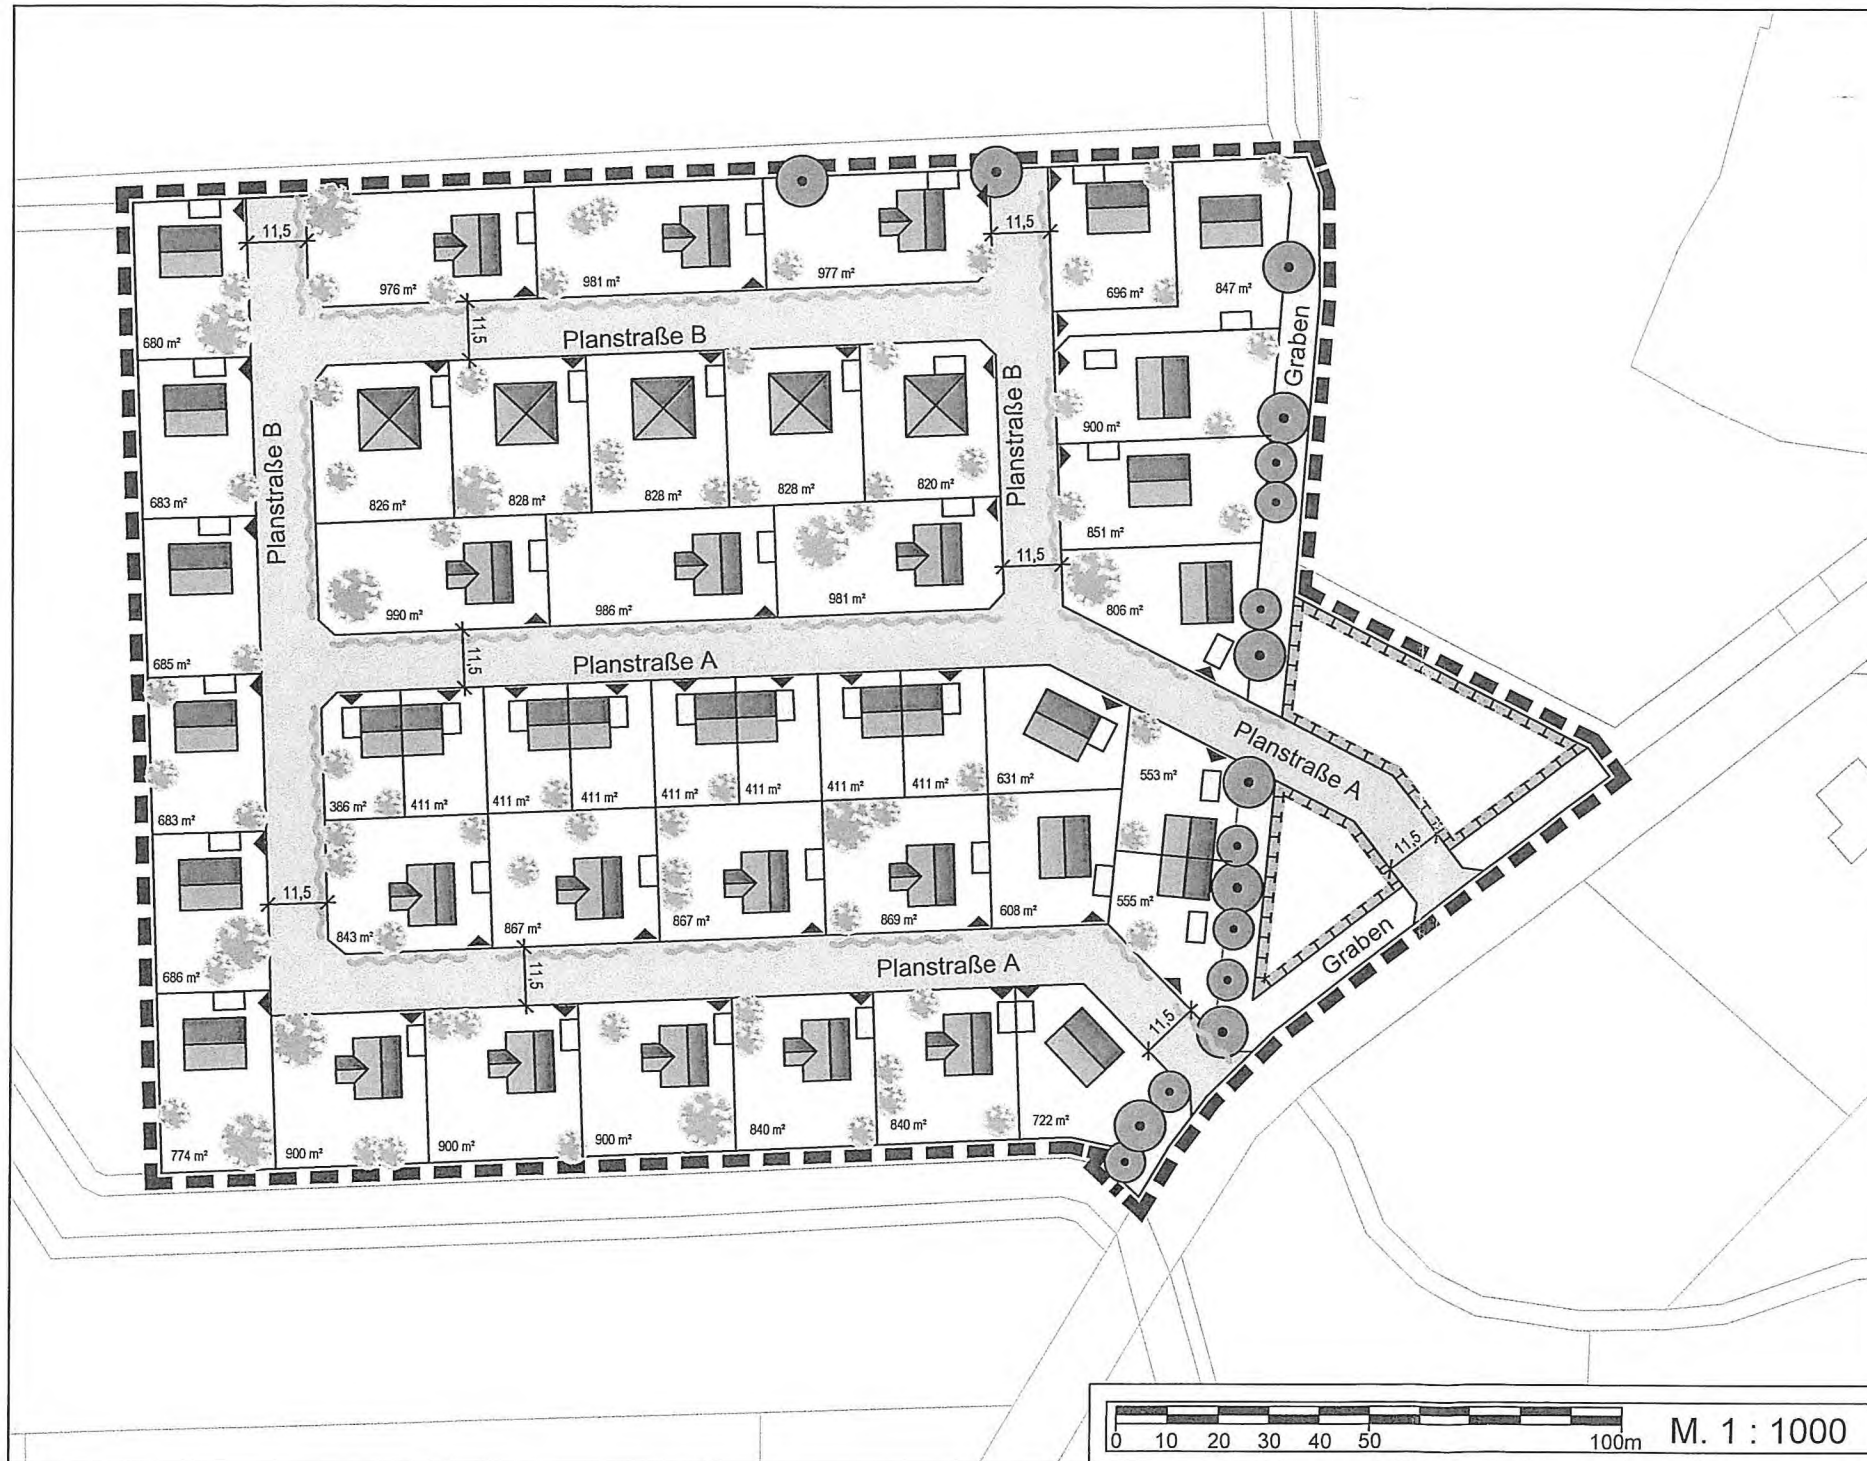 11,5
11,5
976 m²
981 m²
977 m²
696 m²
847 m²
680 m²
11,5
Planstraße B
Graben
Planstraße B
Planstraße B
826 m²
828 m²
828 m²
828 m²
820 m²
900 m²
683 m²
851 m²
11,5
990 m²
986 m²
981 m²
806 m²
685 m²
11,5
Planstraße A
Planstraße A
386 m²
411 m²
411 m²
411 m²
411 m²
411 m²
411 m²
411 m²
631 m²
553 m²
683 m²
11,5
11,5
843 m²
867 m²
867 m²
869 m²
608 m²
555 m²
Graben
686 m²
11,5
Planstraße A
11,5
774 m²
900 m²
900 m²
900 m²
840 m²
840 m²
722 m²
0 10 20 30 40 50 100m
M. 1 : 1000